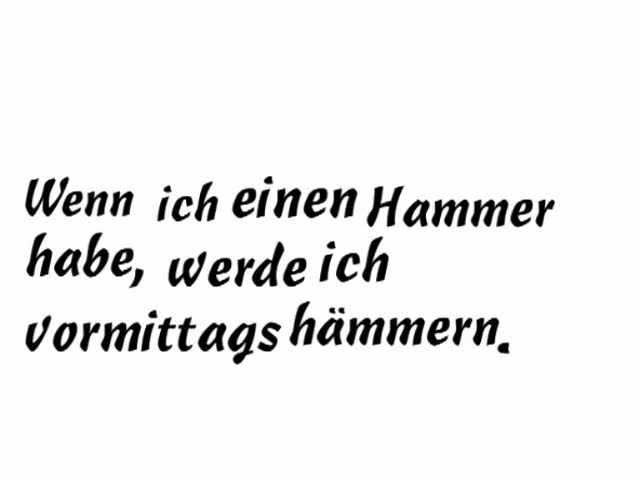 Wenn ich einen Hammer
habe, werde ich
vormittags hämmern.